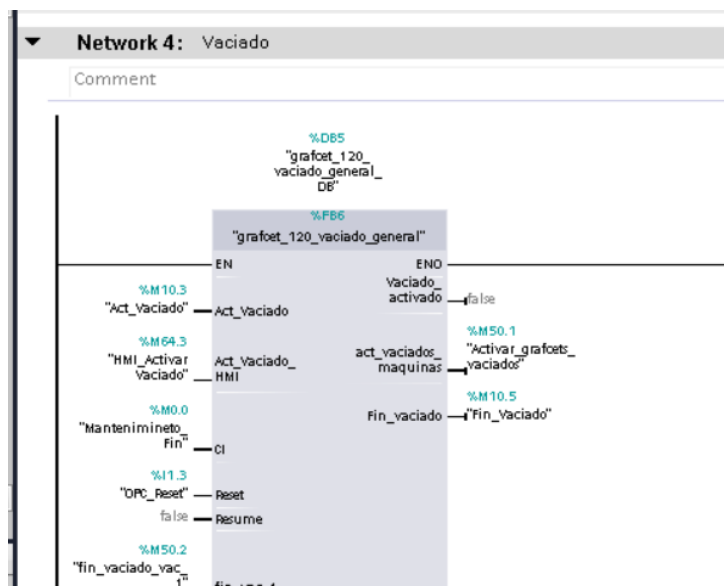 Network 4: Vaciado
Comment
%DB5
"grafcet_120_
vaciado_general_
DB"
%FB6
"grafcet_120_vaciado_general"
EN
ENO
%M10.3
"Act_Vaciado"
Act_Vaciado
Vaciado_
activado
false
%M64.3
"HMI_Activar
Vaciado"
Act_Vaciado_
HMI
act_vaciados_
maquinas
%M50.1
"Activar_grafcets_
vaciados"
%M0.0
"Mantenimineto_
Fin"
CI
Fin_vaciado
%M10.5
"Fin_Vaciado"
%I1.3
"OPC_Reset"
Reset
false
Resume
%M50.2
"fin_vaciado_vac_
1"